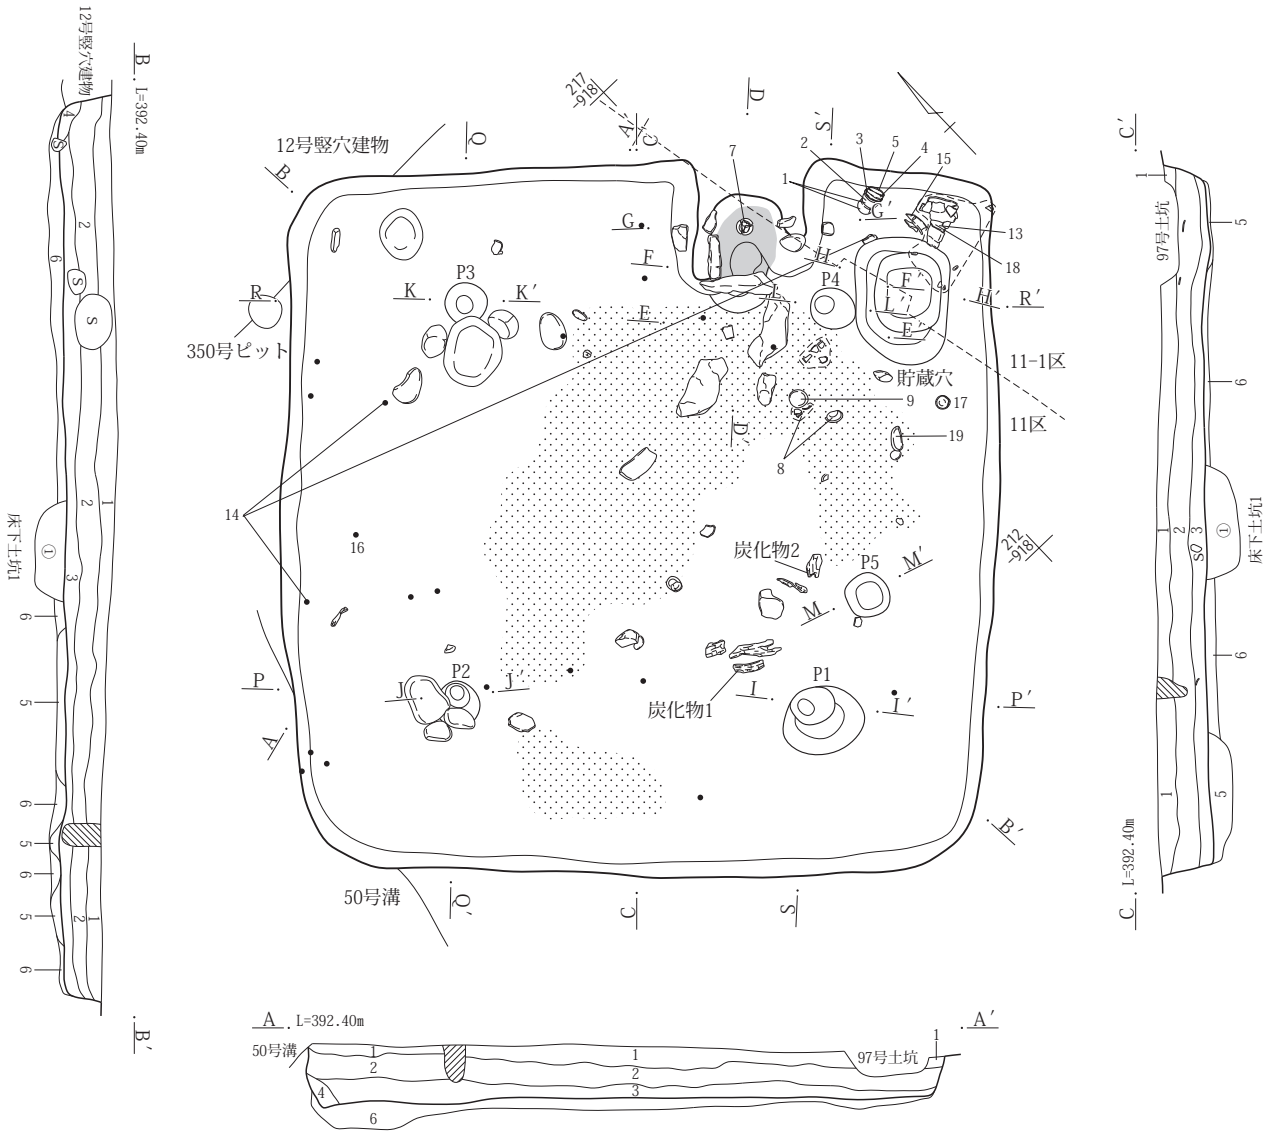 12号竪穴建物
B
L=392.40m
4
S
2
6
S
S
1
2
①
床下土坑1
3
6
5
6
5
6
5
2
1
6
B′
217
-918
D
A′
C′
S′
12号竪穴建物
Q
B
7
2
3
5
4
15
1
G′
G
F
H
13
18
P3
K
K′
R
P4
L
F′
L′
H′
R′
E
E′
350号ピット
11-1区
貯蔵穴
9
17
11区
D′
19
8
14
16
212
-918
炭化物2
P5
M′
M
P
P2
J
J′
P1
I
I′
P′
炭化物1
A
B′
50号溝
Q′
C
S
C′
1
97号土坑
5
6
1
2
3
S
①
床下土坑1
6
1
5
L=392.40m
C
A
L=392.40m
A′
50号溝
1
1
97号土坑
1
2
2
4
3
6